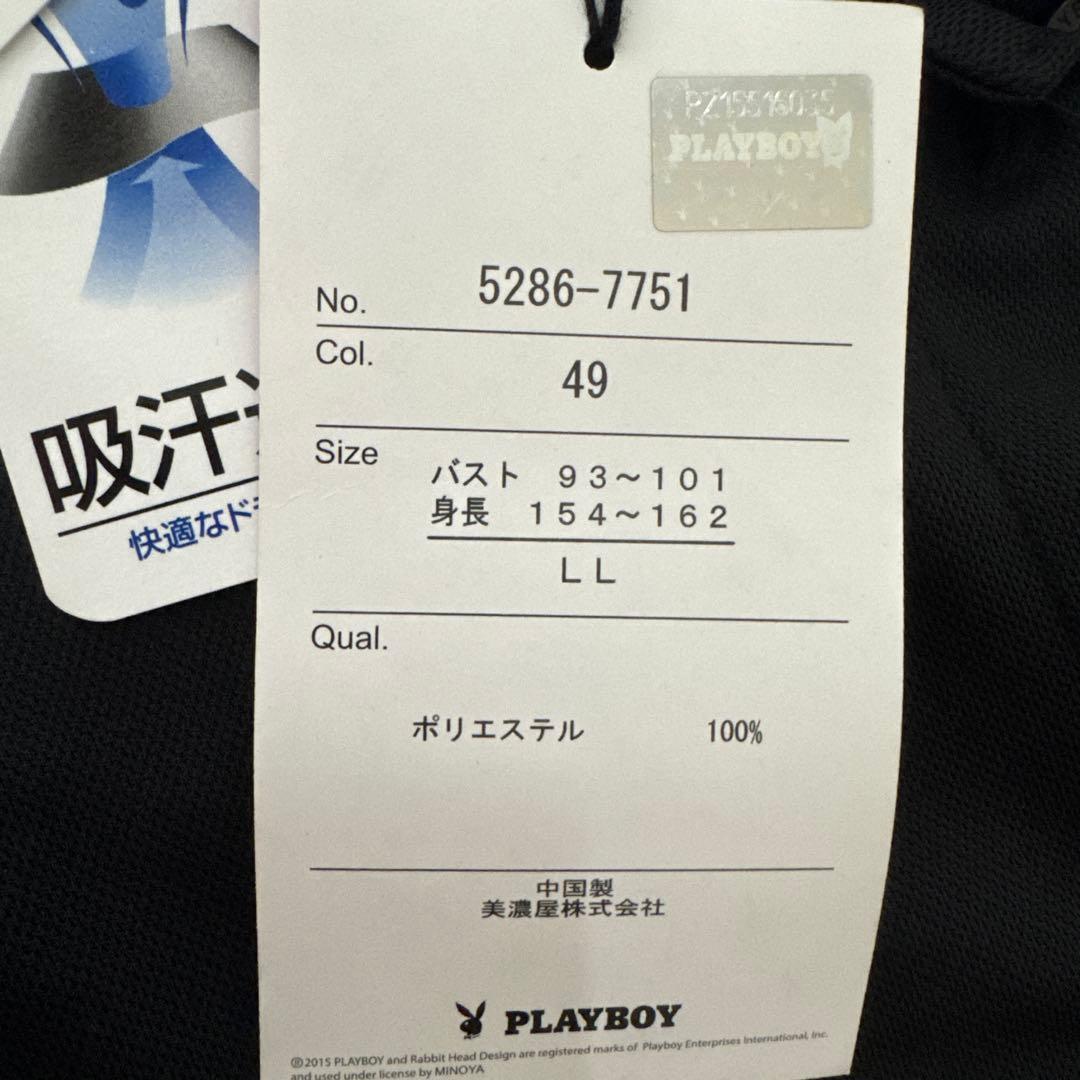 PZ15516035
PLAYBOY
No. 5286-7751
Col. 49
Size
バスト 93～101
身長 154～162
LL
Qual.
ポリエステル 100%
中国製
美濃屋株式会社
PLAYBOY
®2015 PLAYBOY and Rabbit Head Design are registered marks of Playboy Enterprises International, Inc.
and used under license by MINOYA
吸汗
快適なド